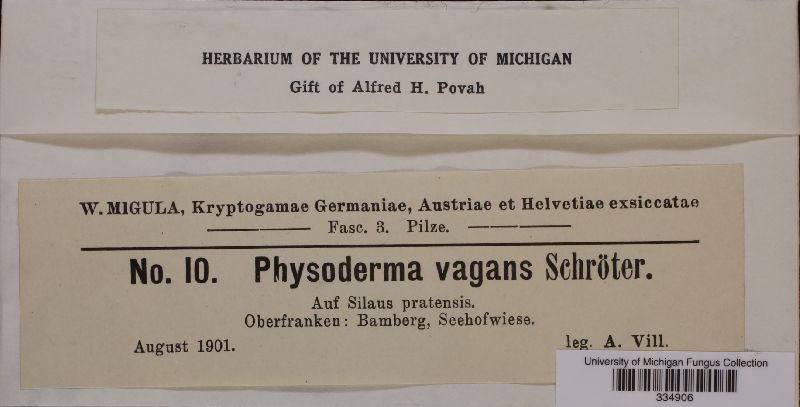 HERBARIUM OF THE UNIVERSITY OF MICHIGAN
Gift of Alfred H. Povah
W. MIGULA, Kryptogamae Germaniae, Austriae et Helvetiae exsiccatae
Fasc. 3. Pilze.
No. 10. Physoderma vagans Schröter.
Auf Silaus pratensis.
Oberfranken: Bamberg, Seehofwiese.
August 1901. leg. A. Vill.
University of Michigan Fungus Collection
334906